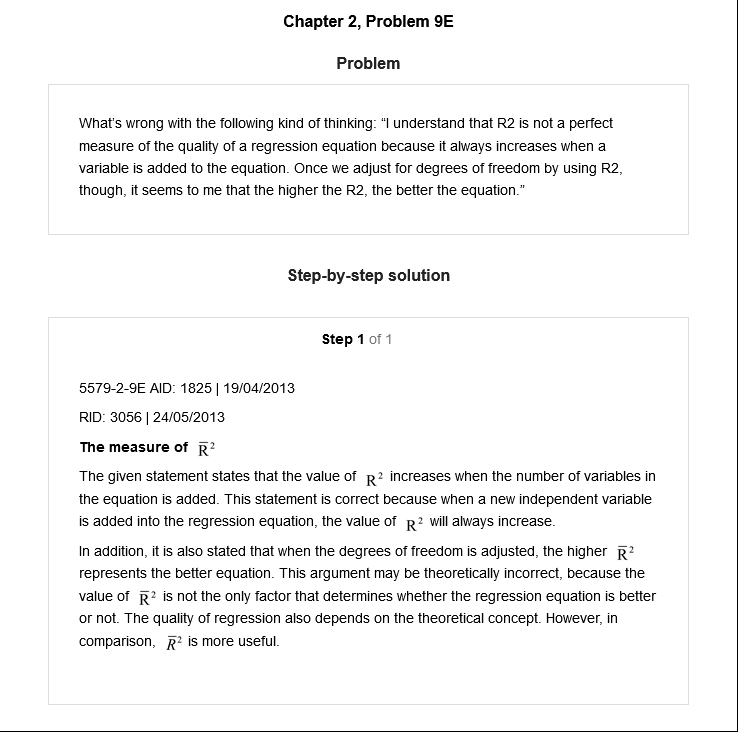 Chapter 2, Problem 9E
Problem
What's wrong with the following kind of thinking: “I understand that R2 is not a perfect
measure of the quality of a regression equation because it always increases when a
variable is added to the equation. Once we adjust for degrees of freedom by using R2,
though, it seems to me that the higher the R2, the better the equation.”
Step-by-step solution
Step 1 of 1
5579-2-9E AID: 1825 | 19/04/2013
RID: 3056 | 24/05/2013
The measure of R̅²
The given statement states that the value of R² increases when the number of variables in
the equation is added. This statement is correct because when a new independent variable
is added into the regression equation, the value of R² will always increase.
In addition, it is also stated that when the degrees of freedom is adjusted, the higher R̅²
represents the better equation. This argument may be theoretically incorrect, because the
value of R̅² is not the only factor that determines whether the regression equation is better
or not. The quality of regression also depends on the theoretical concept. However, in
comparison, R̅² is more useful.